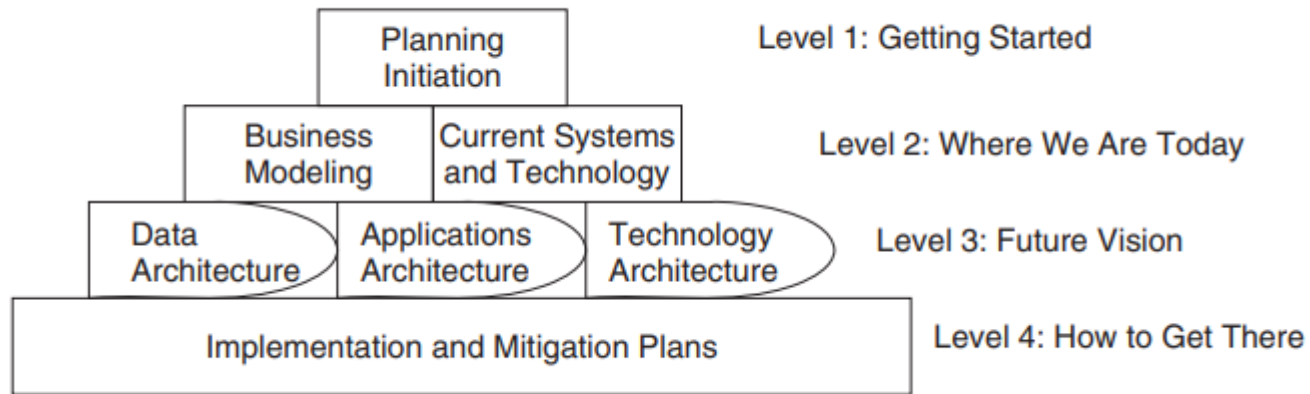 Planning
Initiation
Level 1: Getting Started
Business
Modeling
Current Systems
and Technology
Level 2: Where We Are Today
Data
Architecture
Applications
Architecture
Technology
Architecture
Level 3: Future Vision
Implementation and Mitigation Plans
Level 4: How to Get There